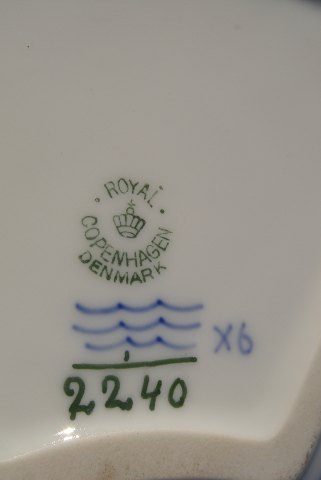 ROYAL
COPENHAGEN
DENMARK
X6
2240